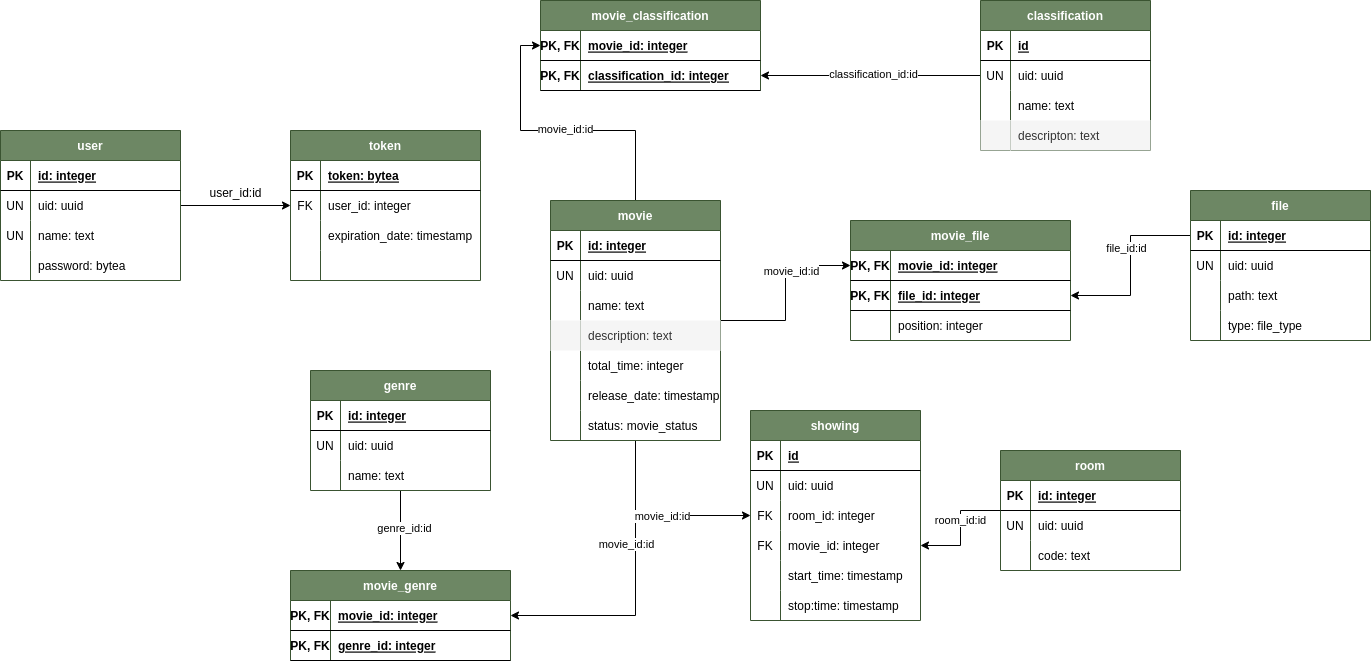 movie_classification
PK, FK movie_id: integer
PK, FK classification_id: integer
classification
PK id
UN uid: uuid
name: text
descripton: text
classification_id:id
movie_id:id
user
PK id: integer
UN uid: uuid
UN name: text
password: bytea
user_id:id
token
PK token: bytea
FK user_id: integer
expiration_date: timestamp
movie
PK id: integer
UN uid: uuid
name: text
description: text
total_time: integer
release_date: timestamp
status: movie_status
movie_id:id
movie_file
PK, FK movie_id: integer
PK, FK file_id: integer
position: integer
file_id:id
file
PK id: integer
UN uid: uuid
path: text
type: file_type
genre
PK id: integer
UN uid: uuid
name: text
genre_id:id
movie_genre
PK, FK movie_id: integer
PK, FK genre_id: integer
movie_id:id
movie_id:id
showing
PK id
UN uid: uuid
FK room_id: integer
FK movie_id: integer
start_time: timestamp
stop:time: timestamp
room_id:id
room
PK id: integer
UN uid: uuid
code: text